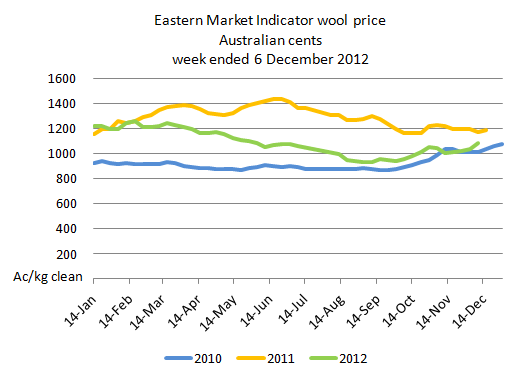 Eastern Market Indicator wool price
Australian cents
week ended 6 December 2012
1600
1400
1200
1000
800
600
400
200
Ac/kg clean
14-Jan
14-Feb
14-Mar
14-Apr
14-May
14-Jun
14-Jul
14-Aug
14-Sep
14-Oct
14-Nov
14-Dec
2010 2011 2012